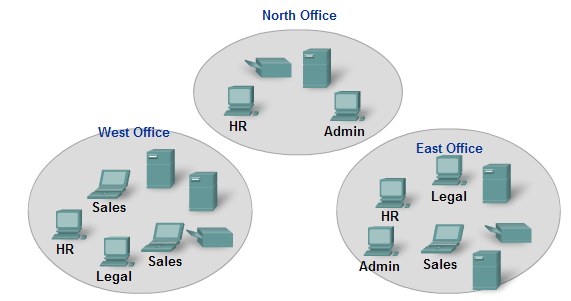 North Office
HR
Admin
West Office
Sales
HR
Sales
Legal
East Office
Legal
HR
Admin
Sales